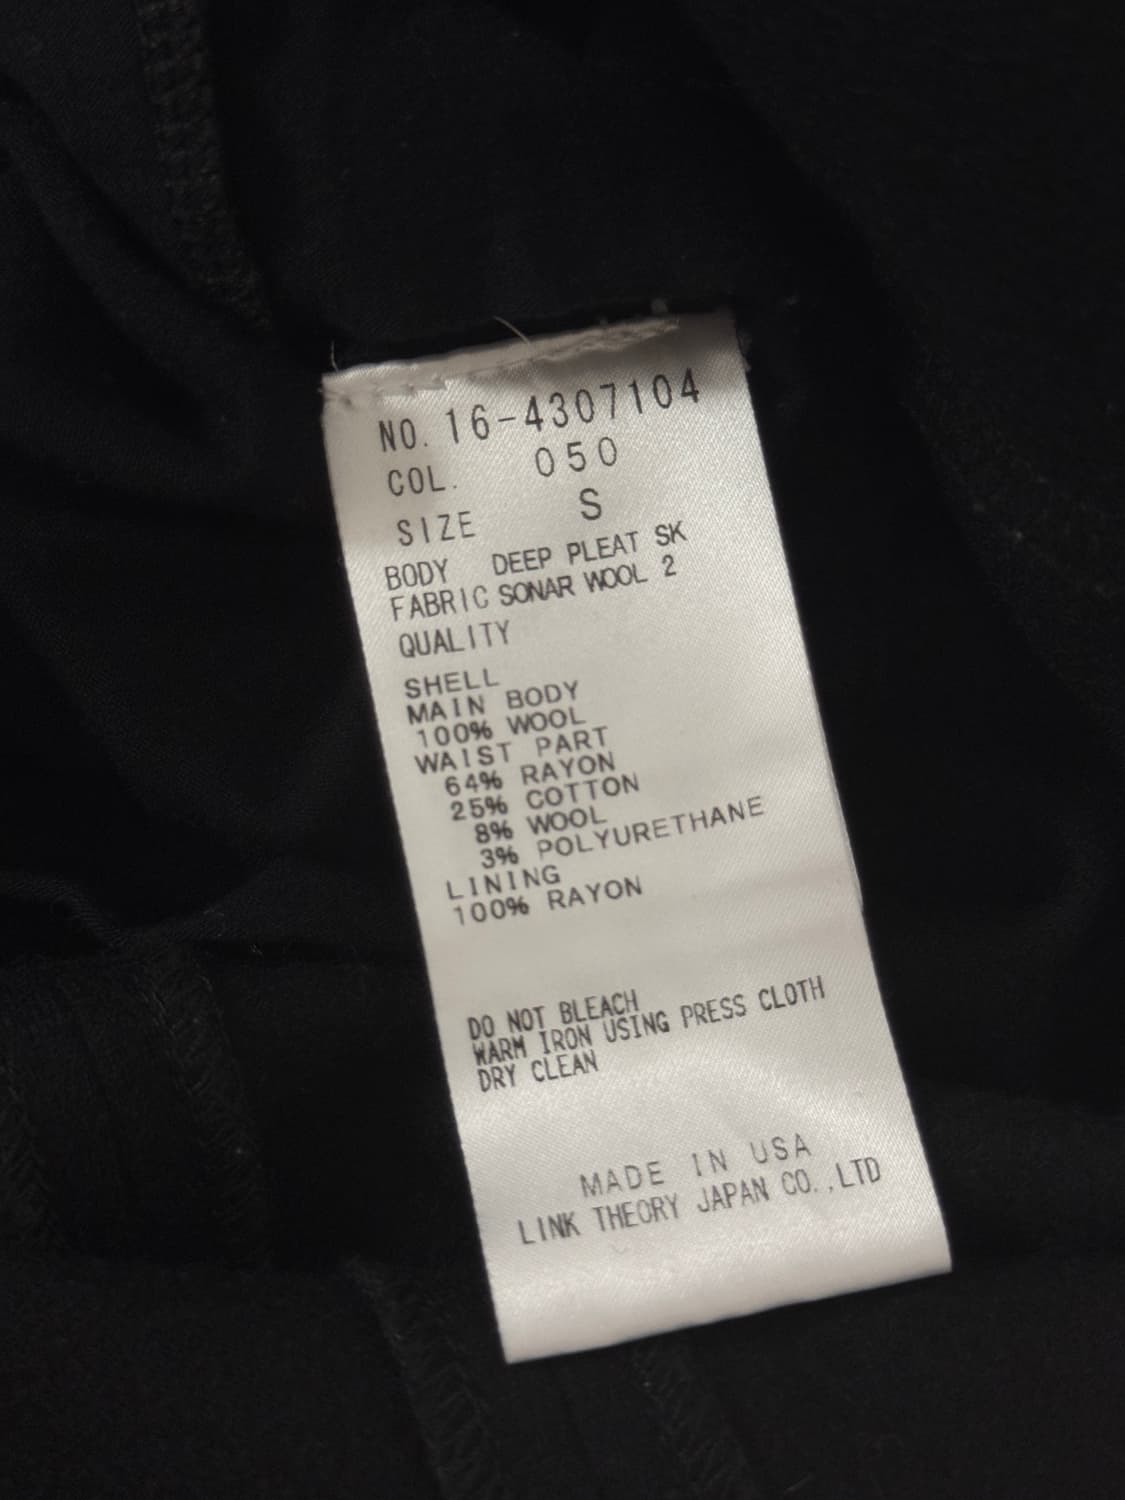 NO. 16-4307104
COL. 050
SIZE S
BODY DEEP PLEAT SK
FABRIC SONAR WOOL 2
QUALITY
SHELL
MAIN BODY
100% WOOL
WAIST PART
64% RAYON
25% COTTON
8% WOOL
3% POLYURETHANE
LINING
100% RAYON
DO NOT BLEACH
WARM IRON USING PRESS CLOTH
DRY CLEAN
MADE IN USA
LINK THEORY JAPAN CO.,LTD